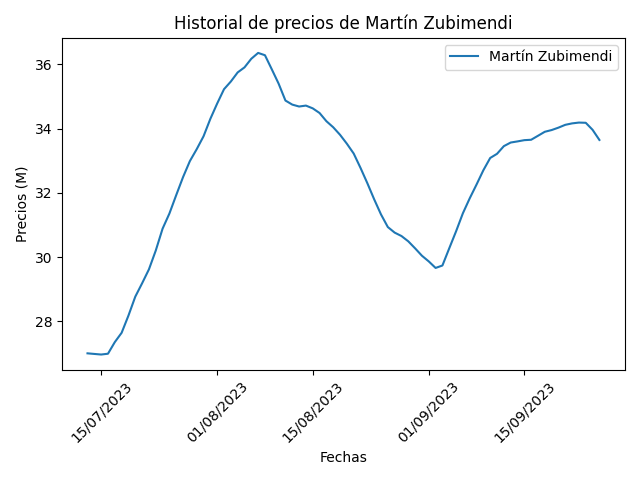 Historial de precios de Martín Zubimendi
Martín Zubimendi
Precios (M)
36
34
32
30
28
15/07/2023
01/08/2023
15/08/2023
01/09/2023
15/09/2023
Fechas